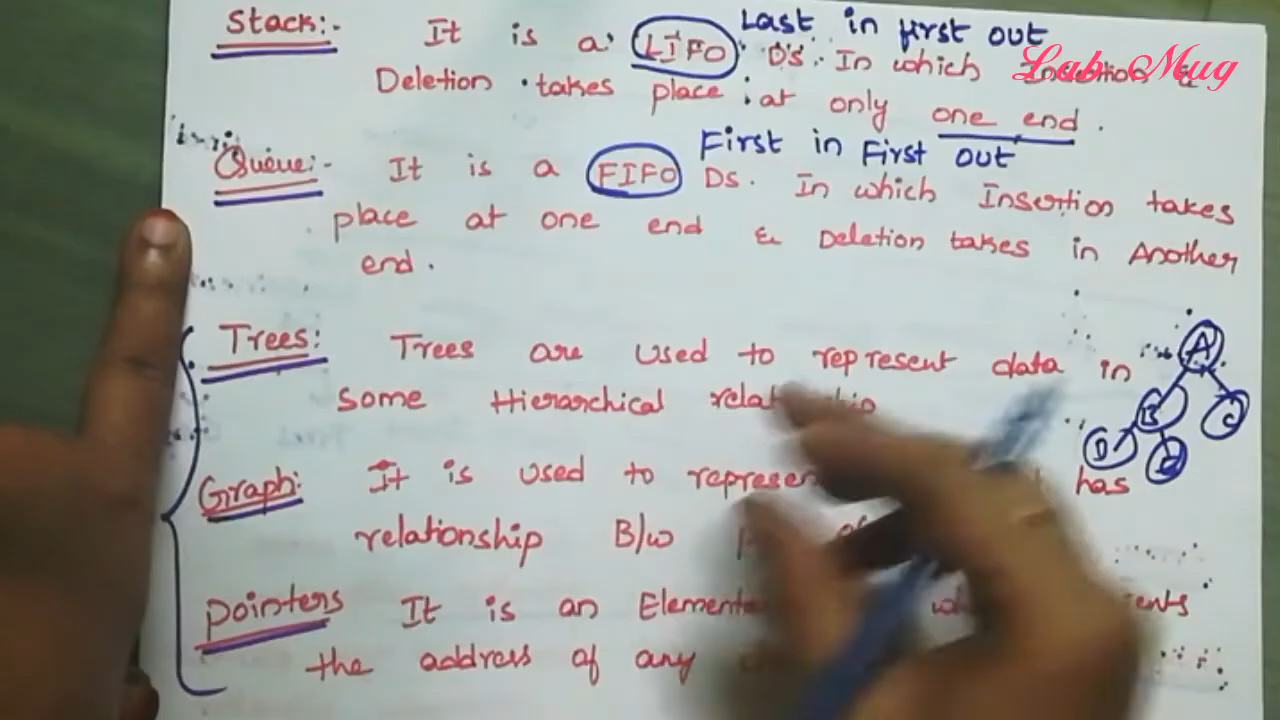 Stack:- It is a LIFO Ds. In which
Last in first out
Lab Mug
Deletion takes place at only one end.
First in First out
Queue:- It is a FIFO Ds. In which Insertion takes
place at one end & Deletion takes in Another
end.
Trees: Trees are used to represent data in
some Hierarchical
A
B C
D
Graph: It is used to has
relationship B/w
pointers It is an
the address of any